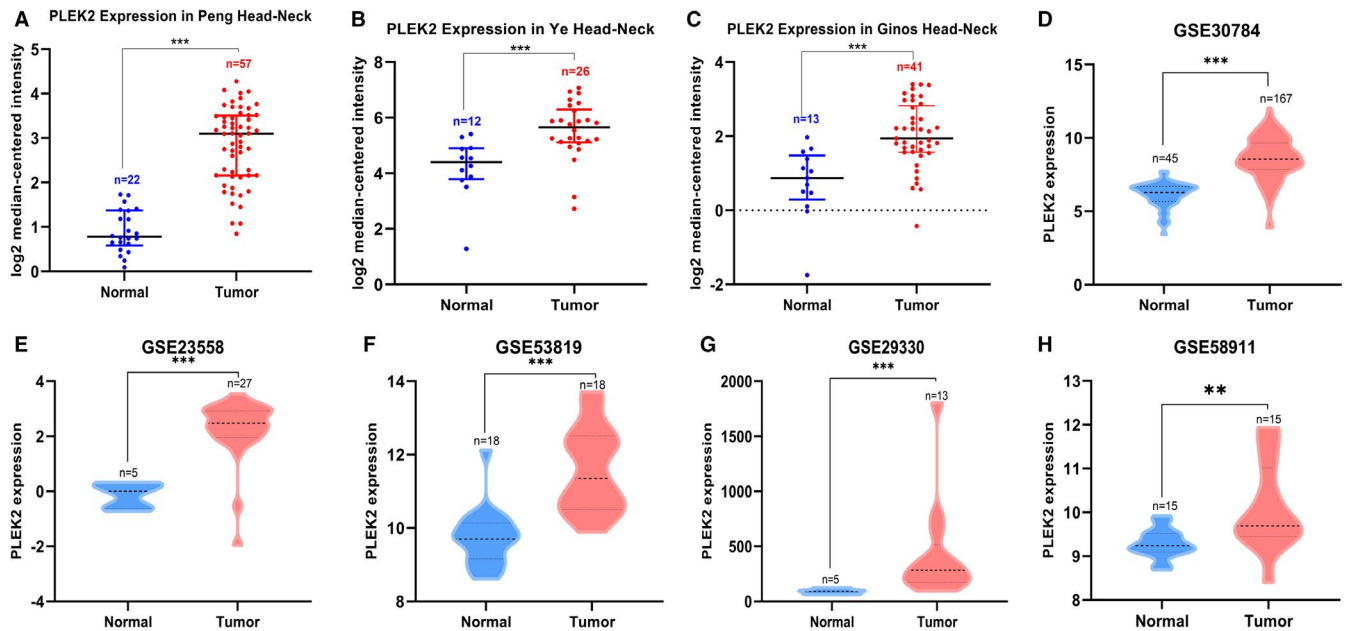 A
PLEK2 Expression in Peng Head-Neck
log2 median-centered intensity
5
4
3
2
1
0
***
n=22
n=57
Normal
Tumor
B
PLEK2 Expression in Ye Head-Neck
log2 median-centered intensity
8
6
4
2
0
***
n=12
n=26
Normal
Tumor
C
PLEK2 Expression in Ginos Head-Neck
log2 median-centered intensity
4
2
0
-2
***
n=13
n=41
Normal
Tumor
D
GSE30784
PLEK2 expression
15
10
5
0
***
n=45
n=167
Normal
Tumor
E
GSE23558
PLEK2 expression
4
2
0
-2
-4
***
n=5
n=27
Normal
Tumor
F
GSE53819
PLEK2 expression
14
12
10
8
***
n=18
n=18
Normal
Tumor
G
GSE29330
PLEK2 expression
2000
1500
1000
500
0
***
n=5
n=13
Normal
Tumor
H
GSE58911
PLEK2 expression
13
12
11
10
9
8
**
n=15
n=15
Normal
Tumor